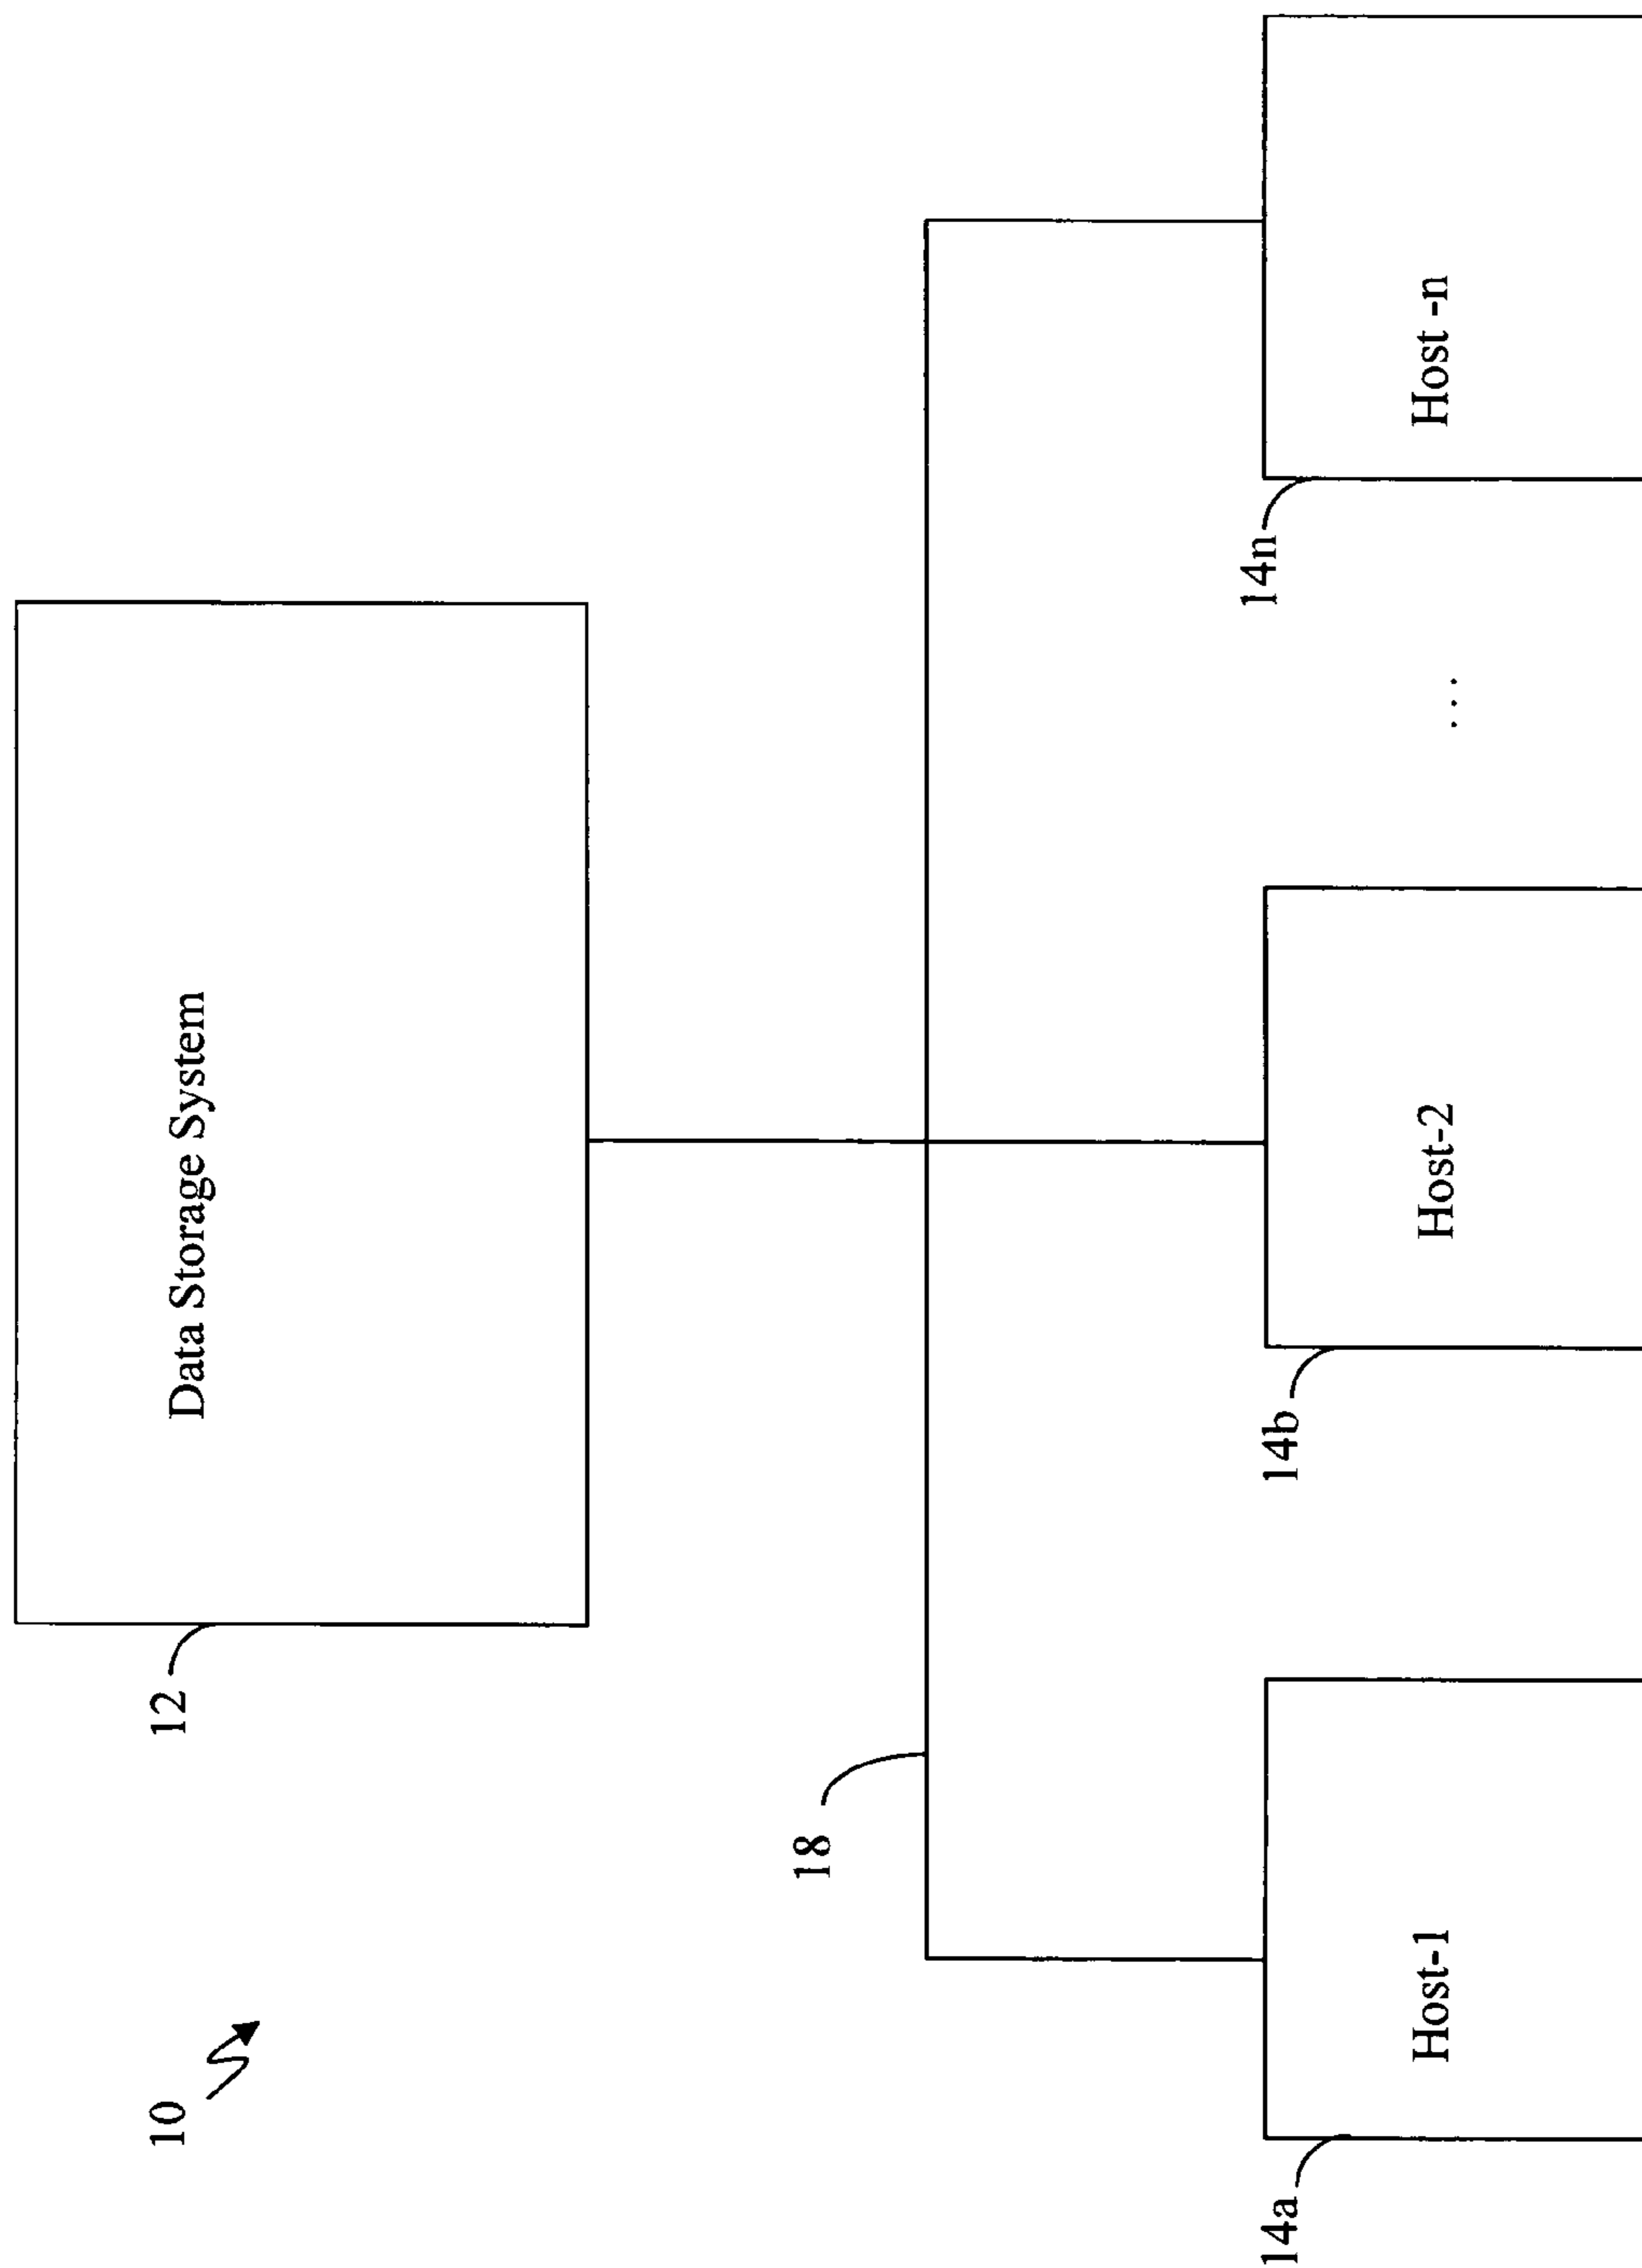 10
12
Data Storage System
18
14a
Host-1
14b
Host-2
...
14n
Host -n